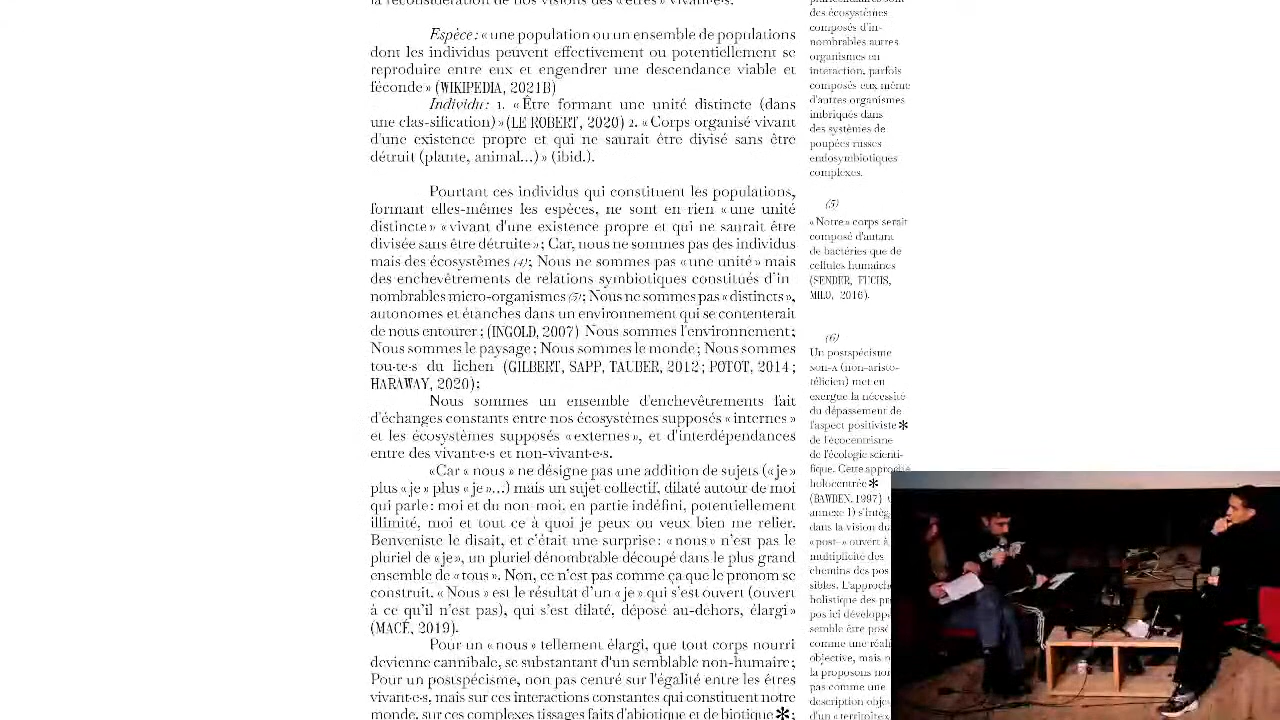 la reconsidération de nos visions des « êtres » vivant·e·s.
Espèce : « une population ou un ensemble de populations
dont les individus peuvent effectivement ou potentiellement se
reproduire entre eux et engendrer une descendance viable et
féconde » (WIKIPEDIA, 2021B)
Individu : 1. « Être formant une unité distincte (dans
une clas-sification) » (LE ROBERT, 2020) 2. « Corps organisé vivant
d'une existence propre et qui ne saurait être divisé sans être
détruit (plante, animal...) » (ibid.).
Pourtant ces individus qui constituent les populations,
formant elles-mêmes les espèces, ne sont en rien « une unité
distincte » « vivant d'une existence propre et qui ne saurait être
divisée sans être détruite » ; Car, nous ne sommes pas des individus
mais des écosystèmes (4) ; Nous ne sommes pas « une unité » mais
des enchevêtrements de relations symbiotiques constitués d'in-
nombrables micro-organismes (5) ; Nous ne sommes pas « distincts »,
autonomes et étanches dans un environnement qui se contenterait
de nous entourer ; (INGOLD, 2007) Nous sommes l'environnement ;
Nous sommes le paysage ; Nous sommes le monde ; Nous sommes
tou·te·s du lichen (GILBERT, SAPP, TAUBER, 2012 ; POTOT, 2014 ;
HARAWAY, 2020) ;
Nous sommes un ensemble d'enchevêtrements fait
d'échanges constants entre nos écosystèmes supposés « internes »
et les écosystèmes supposés « externes », et d'interdépendances
entre des vivant·e·s et non-vivant·e·s.
«Car « nous » ne désigne pas une addition de sujets (« je »
plus « je » plus « je »...) mais un sujet collectif, dilaté autour de moi
qui parle : moi et du non-moi, en partie indéfini, potentiellement
illimité, moi et tout ce à quoi je peux ou veux bien me relier.
Benveniste le disait, et c'était une surprise : « nous » n'est pas le
pluriel de « je », un pluriel dénombrable découpé dans le plus grand
ensemble de « tous ». Non, ce n'est pas comme ça que le pronom se
construit. « Nous » est le résultat d'un « je » qui s'est ouvert (ouvert
à ce qu'il n'est pas), qui s'est dilaté, déposé au-dehors, élargi »
(MACÉ, 2019).
Pour un « nous » tellement élargi, que tout corps nourri
devienne cannibale, se substantant d'un semblable non-humaire ;
Pour un postspécisme, non pas centré sur l'égalité entre les êtres
vivant·e·s, mais sur ces interactions constantes qui constituent notre
monde, sur ces complexes tissages faits d'abiotique et de biotique✻ ;
pluricellulaires sont
des écosystèmes
composés d'in-
nombrables autres
organismes en
interaction, parfois
composés eux même
d'autres organismes
imbriqués dans
des systèmes de
poupées russes
endosymbiotiques
complexes.
(5)
« Notre » corps serait
composé d'autant
de bactéries que de
cellules humaines
(SENDER, FUCHS,
MILO, 2016).
(6)
Un postspécisme
non-A (non-aristo-
télicien) met en
exergue la nécessité
du dépassement de
l'aspect positiviste✻
de l'écocentrisme
de l'écologie scienti-
fique. Cette approche
holocentrée✻
(BAWDEN, 1997)
annexe 1) s'intèg
dans la vision du
« post- » ouvert à
multiplicité des
chemins des pos
sibles. L'approch
holistique des pr
pos ici développ
semble être posé
comme une réali
objective, mais n
la proposons non
pas comme une
description objec
d'un « territoire »